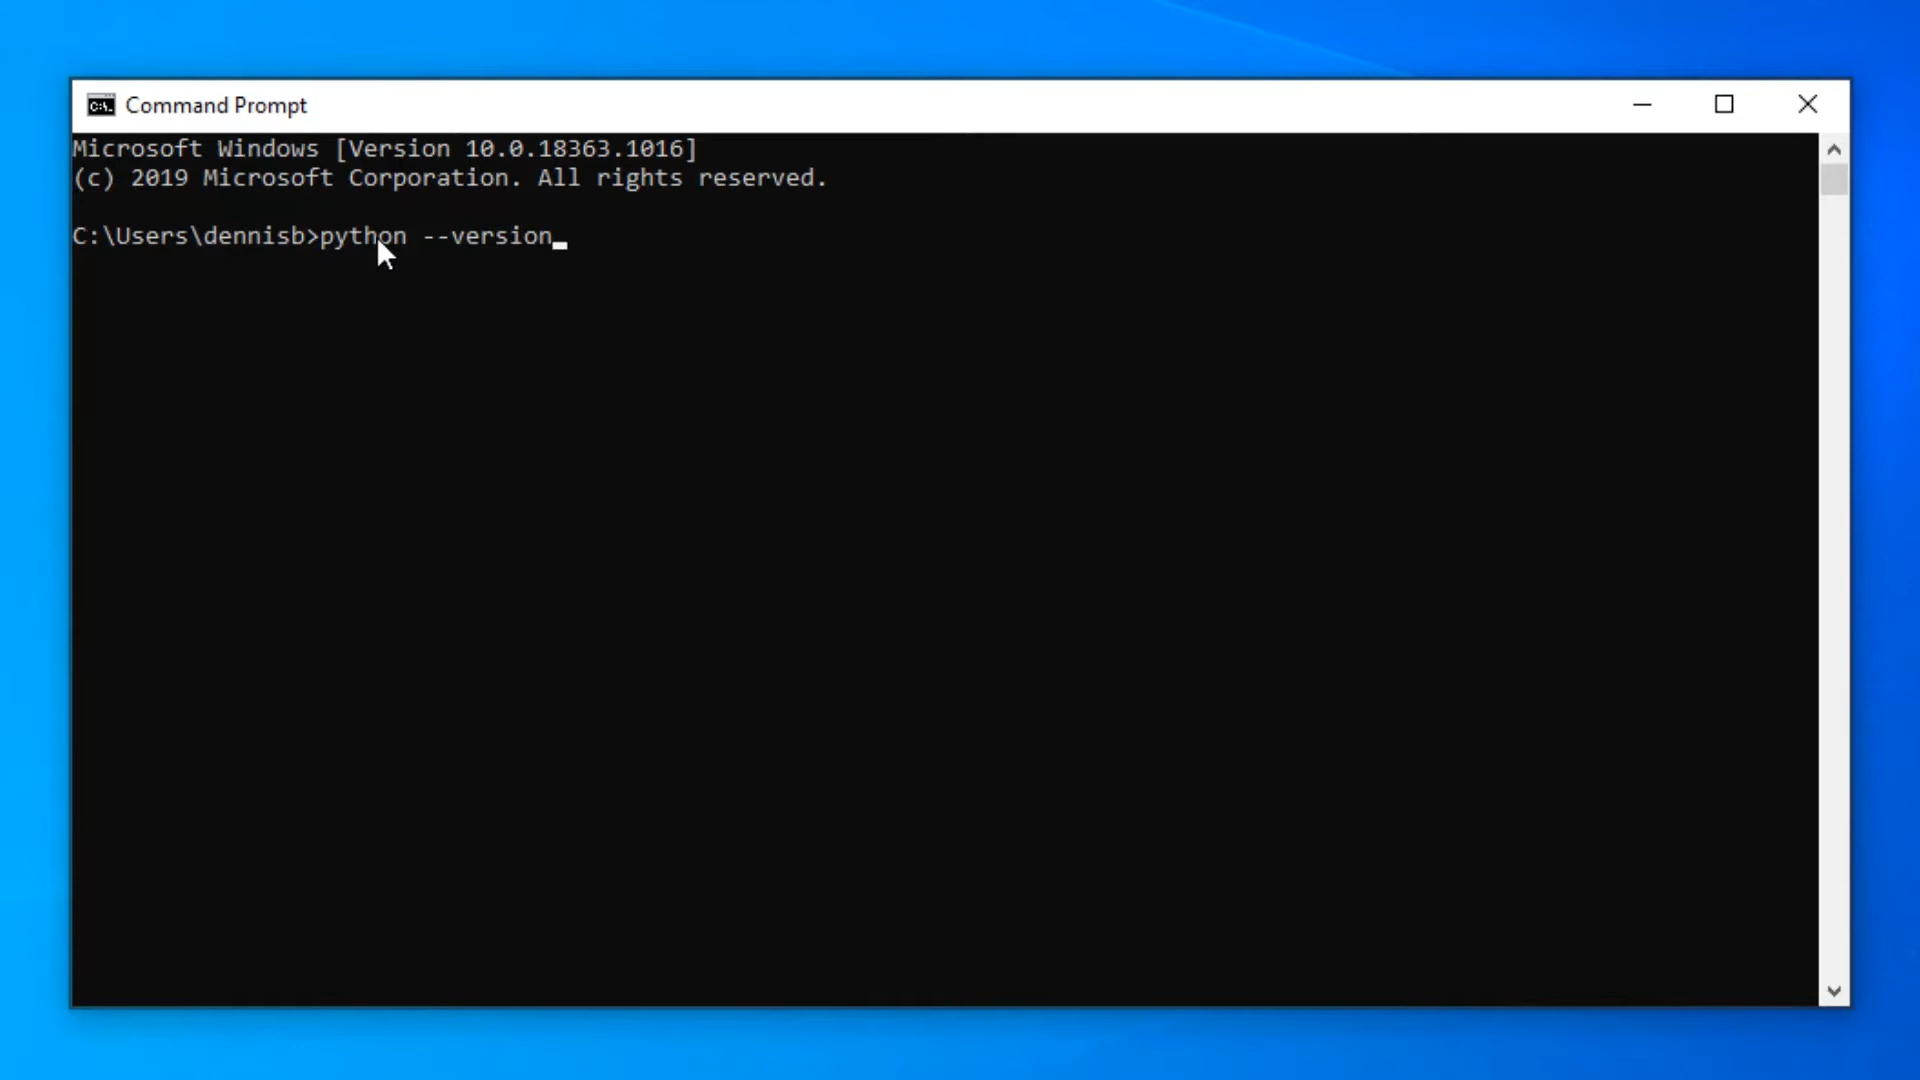 Command Prompt
Microsoft Windows [Version 10.0.18363.1016]
(c) 2019 Microsoft Corporation. All rights reserved.
C:\Users\dennisb>python --version